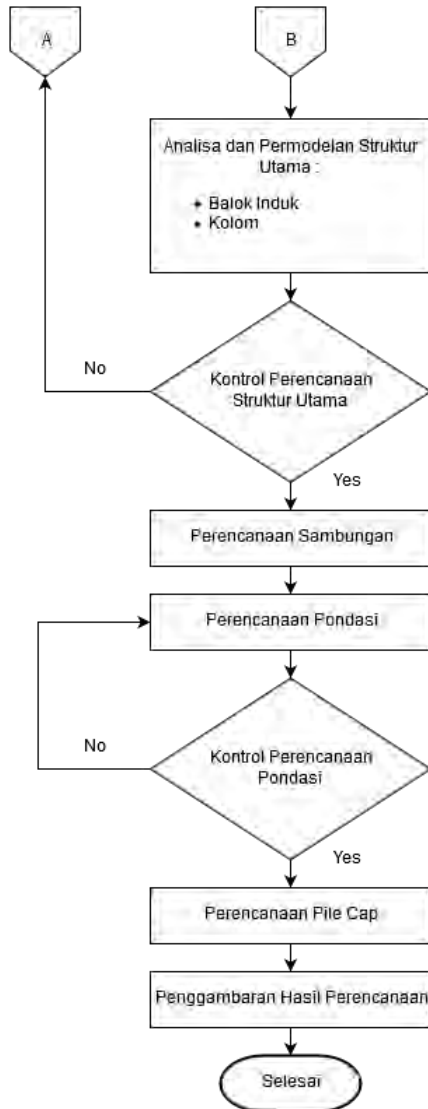 A
B
Analisa dan Permodelan Struktur
Utama :
Balok Induk
Kolom
No
Kontrol Perencanaan
Struktur Utama
Yes
Perencanaan Sambungan
Perencanaan Pondasi
No
Kontrol Perencanaan
Pondasi
Yes
Perencanaan Pile Cap
Penggambaran Hasil Perencanaan
Selesai